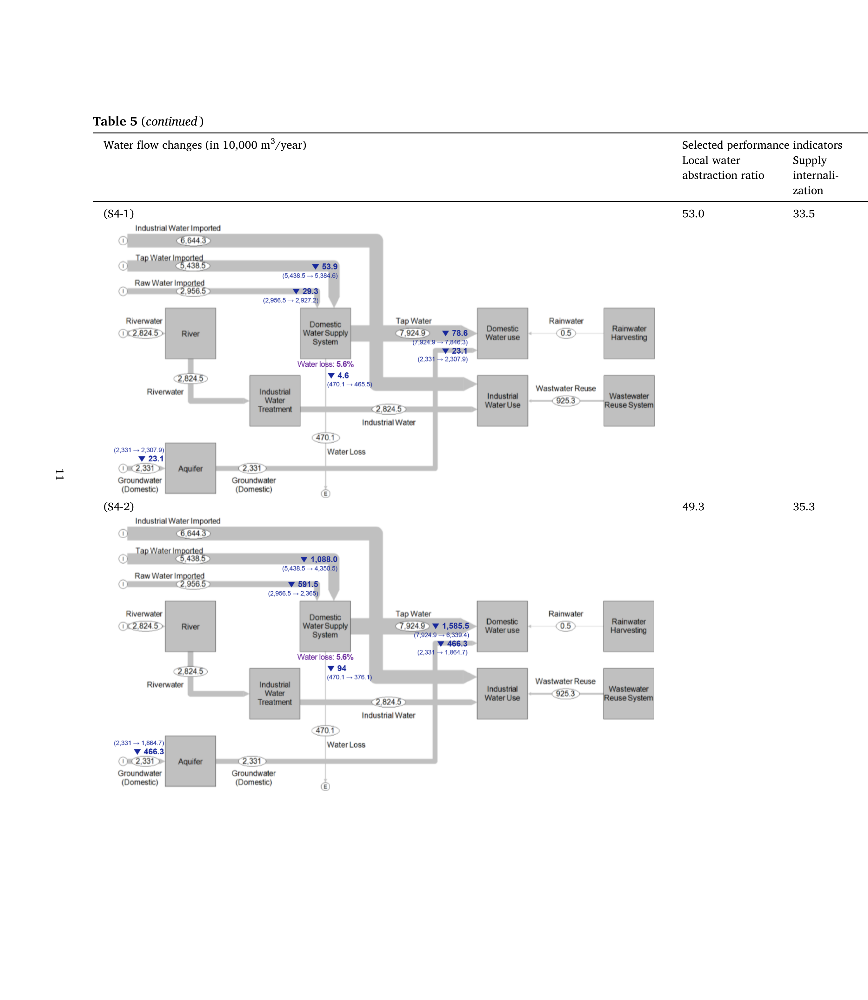 Table 5 (continued)
Water flow changes (in 10,000 m3/year)
Selected performance indicators
Local water abstraction ratio
Supply internali-zation
(S4-1)
53.0
33.5
Industrial Water Imported
I
6,644.3
Tap Water Imported
I
5,438.5
▼ 53.9
(5,438.5 → 5,384.6)
Raw Water Imported
I
2,956.5
▼ 29.3
(2,956.5 → 2,927.2)
Riverwater
I
2,824.5
River
Domestic
Water Supply
System
Tap Water
7,924.9
▼ 78.6
(7,924.9 → 7,846.3)
▼ 23.1
(2,331 → 2,307.9)
Domestic
Water use
Rainwater
0.5
Rainwater
Harvesting
Water loss: 5.6%
▼ 4.6
(470.1 → 465.5)
2,824.5
Riverwater
Industrial
Water
Treatment
2,824.5
Industrial Water
Industrial
Water Use
Wastwater Reuse
925.3
Wastewater
Reuse System
470.1
Water Loss
(2,331 → 2,307.9)
▼ 23.1
I
2,331
Groundwater
(Domestic)
Aquifer
2,331
Groundwater
(Domestic)
E
11
(S4-2)
49.3
35.3
Industrial Water Imported
I
6,644.3
Tap Water Imported
I
5,438.5
▼ 1,088.0
(5,438.5 → 4,350.5)
Raw Water Imported
I
2,956.5
▼ 591.5
(2,956.5 → 2,365)
Riverwater
I
2,824.5
River
Domestic
Water Supply
System
Tap Water
7,924.9
▼ 1,585.5
(7,924.9 → 6,339.4)
▼ 466.3
(2,331 → 1,864.7)
Domestic
Water use
Rainwater
0.5
Rainwater
Harvesting
Water loss: 5.6%
▼ 94
(470.1 → 376.1)
2,824.5
Riverwater
Industrial
Water
Treatment
2,824.5
Industrial Water
Industrial
Water Use
Wastwater Reuse
925.3
Wastewater
Reuse System
470.1
Water Loss
(2,331 → 1,864.7)
▼ 466.3
I
2,331
Groundwater
(Domestic)
Aquifer
2,331
Groundwater
(Domestic)
E